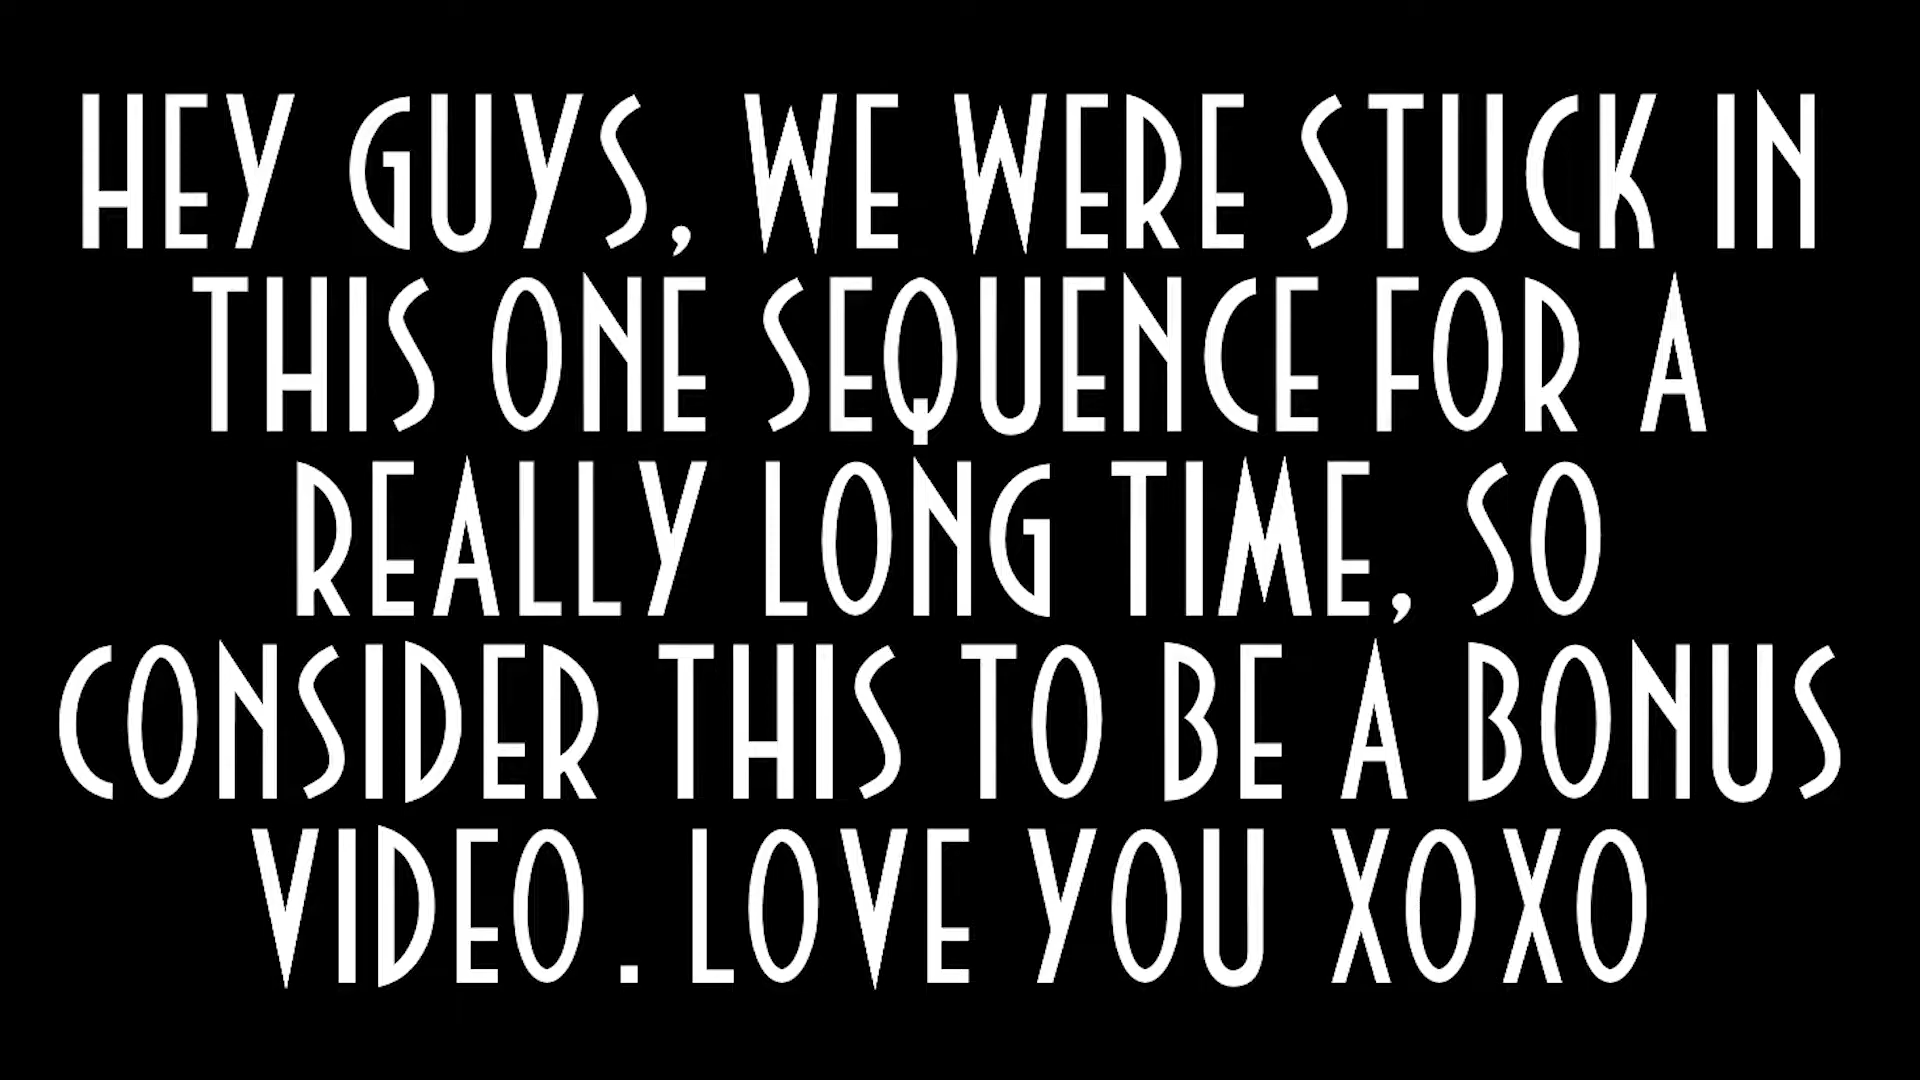 HEY GUYS, WE WERE STUCK IN
THIS ONE SEQUENCE FOR A
REALLY LONG TIME, SO
CONSIDER THIS TO BE A BONUS
VIDEO. LOVE YOU XOXO